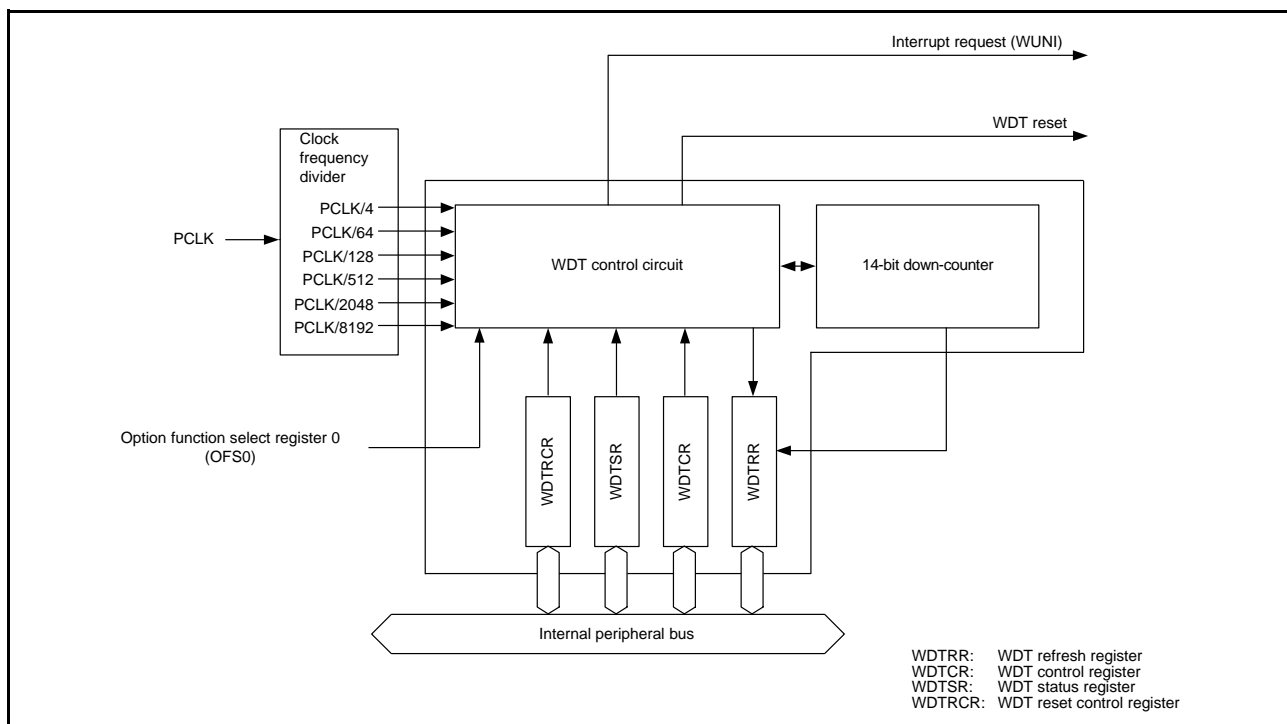 Interrupt request (WUNI)
WDT reset
Clock
frequency
divider
PCLK/4
PCLK/64
PCLK/128
PCLK/512
PCLK/2048
PCLK/8192
PCLK
WDT control circuit
14-bit down-counter
Option function select register 0
(OFS0)
WDTRCR
WDTSR
WDTCR
WDTRR
Internal peripheral bus
WDTRR: WDT refresh register
WDTCR: WDT control register
WDTSR: WDT status register
WDTRCR: WDT reset control register